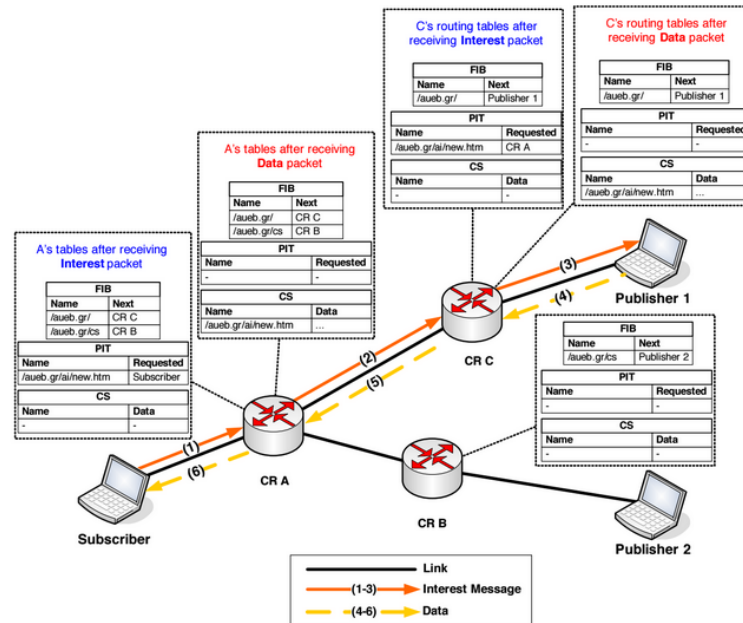 C's routing tables after
receiving Interest packet
FIB
Name Next
/aueb.gr/ Publisher 1
PIT
Name Requested
/aueb.gr/ai/new.htm CR A
CS
Name Data
- -
C's routing tables after
receiving Data packet
FIB
Name Next
/aueb.gr/ Publisher 1
PIT
Name Requested
- -
CS
Name Data
/aueb.gr/ai/new.htm ...
A's tables after receiving
Data packet
FIB
Name Next
/aueb.gr/ CR C
/aueb.gr/cs CR B
PIT
Name Requested
- -
CS
Name Data
/aueb.gr/ai/new.htm ...
A's tables after receiving
Interest packet
FIB
Name Next
/aueb.gr/ CR C
/aueb.gr/cs CR B
PIT
Name Requested
/aueb.gr/ai/new.htm Subscriber
CS
Name Data
- -
(3)
(4)
Publisher 1
CR C
(2)
(5)
FIB
Name Next
/aueb.gr/cs Publisher 2
PIT
Name Requested
- -
CS
Name Data
- -
(1)
(6)
CR A
Subscriber
CR B
Publisher 2
Link
(1-3) Interest Message
(4-6) Data